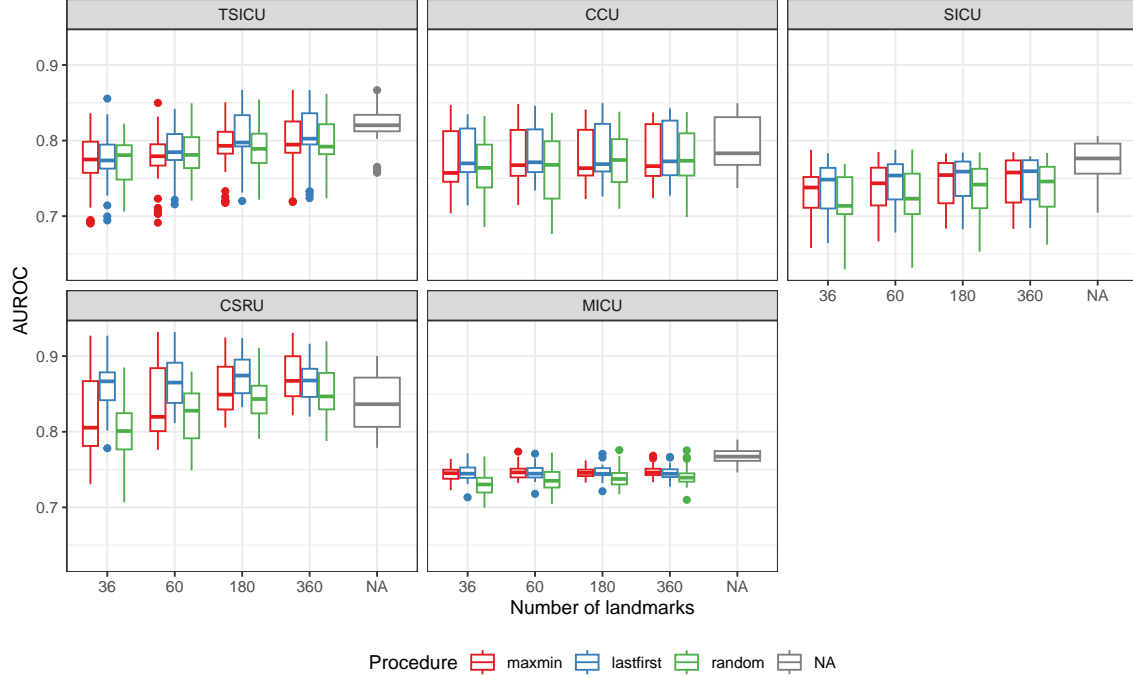 TSICU CCU SICU
0.9
0.8
0.7
36 60 180 360 NA
AUROC
CSRU MICU
0.9
0.8
0.7
36 60 180 360 NA 36 60 180 360 NA
Number of landmarks
Procedure maxmin lastfirst random NA